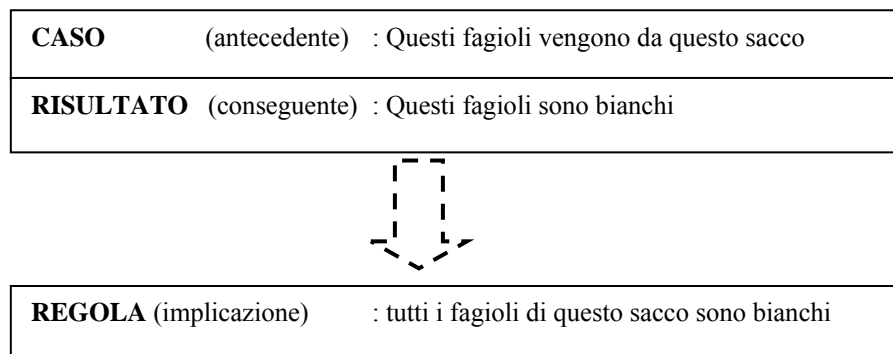 CASO (antecedente) : Questi fagioli vengono da questo sacco
RISULTATO (conseguente) : Questi fagioli sono bianchi
REGOLA (implicazione) : tutti i fagioli di questo sacco sono bianchi